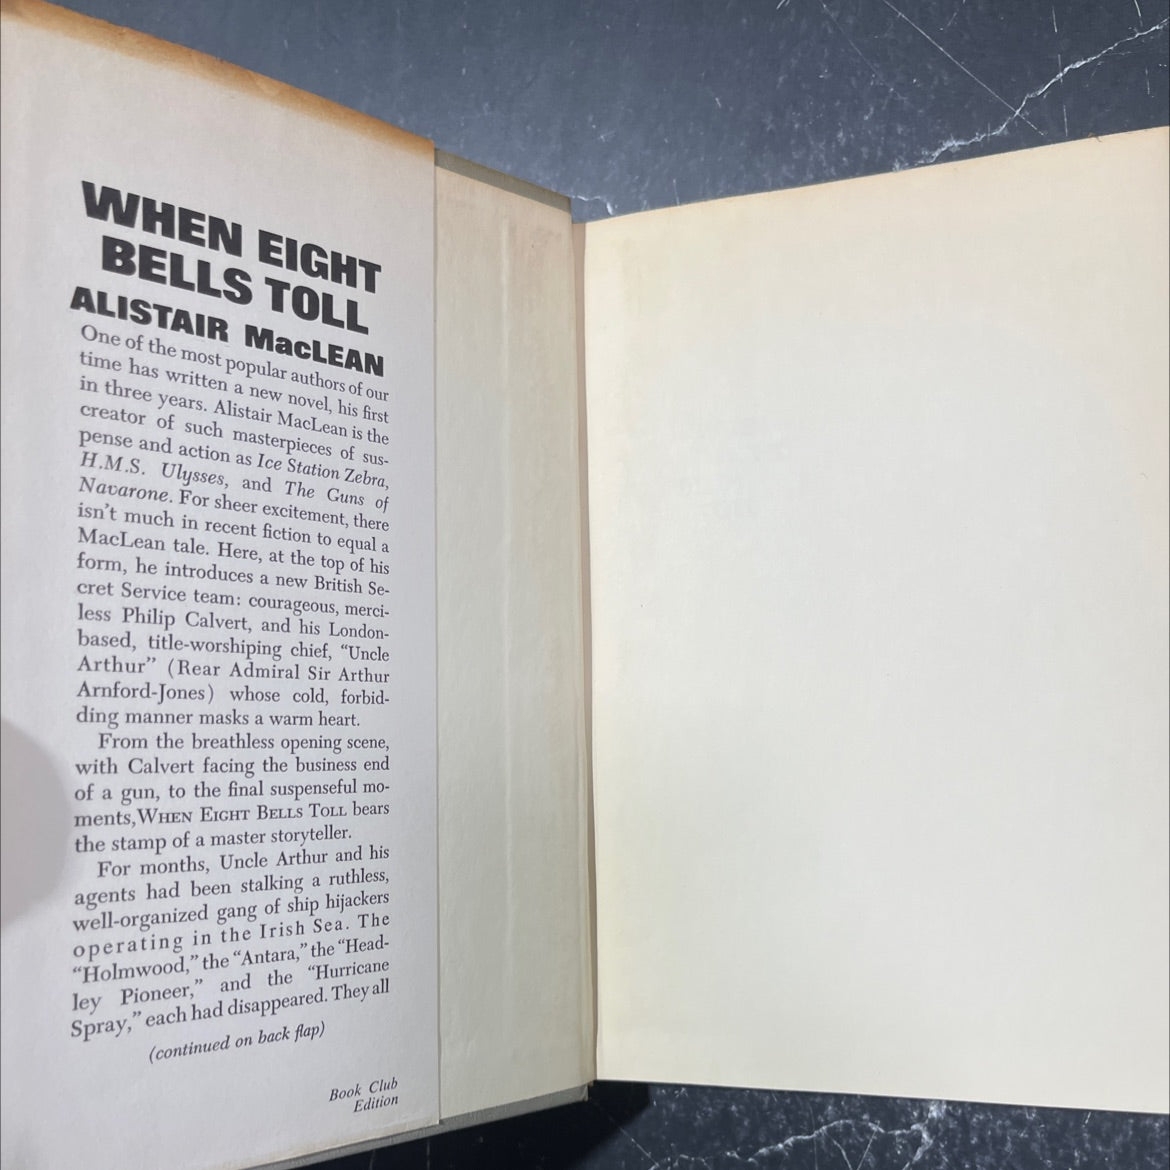 WHEN EIGHT
BELLS TOLL
ALISTAIR MacLEAN
One of the most popular authors of our
time has written a new novel, his first
in three years. Alistair MacLean is the
creator of such masterpieces of sus-
pense and action as Ice Station Zebra,
H.M.S. Ulysses, and The Guns of
Navarone. For sheer excitement, there
isn't much in recent fiction to equal a
MacLean tale. Here, at the top of his
form, he introduces a new British Se-
cret Service team: courageous, merci-
less Philip Calvert, and his London-
based, title-worshiping chief, "Uncle
Arthur" (Rear Admiral Sir Arthur
Arnford-Jones) whose cold, forbid-
ding manner masks a warm heart.
From the breathless opening scene,
with Calvert facing the business end
of a gun, to the final suspenseful mo-
ments, WHEN EIGHT BELLS TOLL bears
the stamp of a master storyteller.
For months, Uncle Arthur and his
agents had been stalking a ruthless,
well-organized gang of ship hijackers
operating in the Irish Sea. The
"Holmwood," the "Antara," the "Head-
ley Pioneer," and the "Hurricane
Spray," each had disappeared. They all
(continued on back flap)
Book Club
Edition